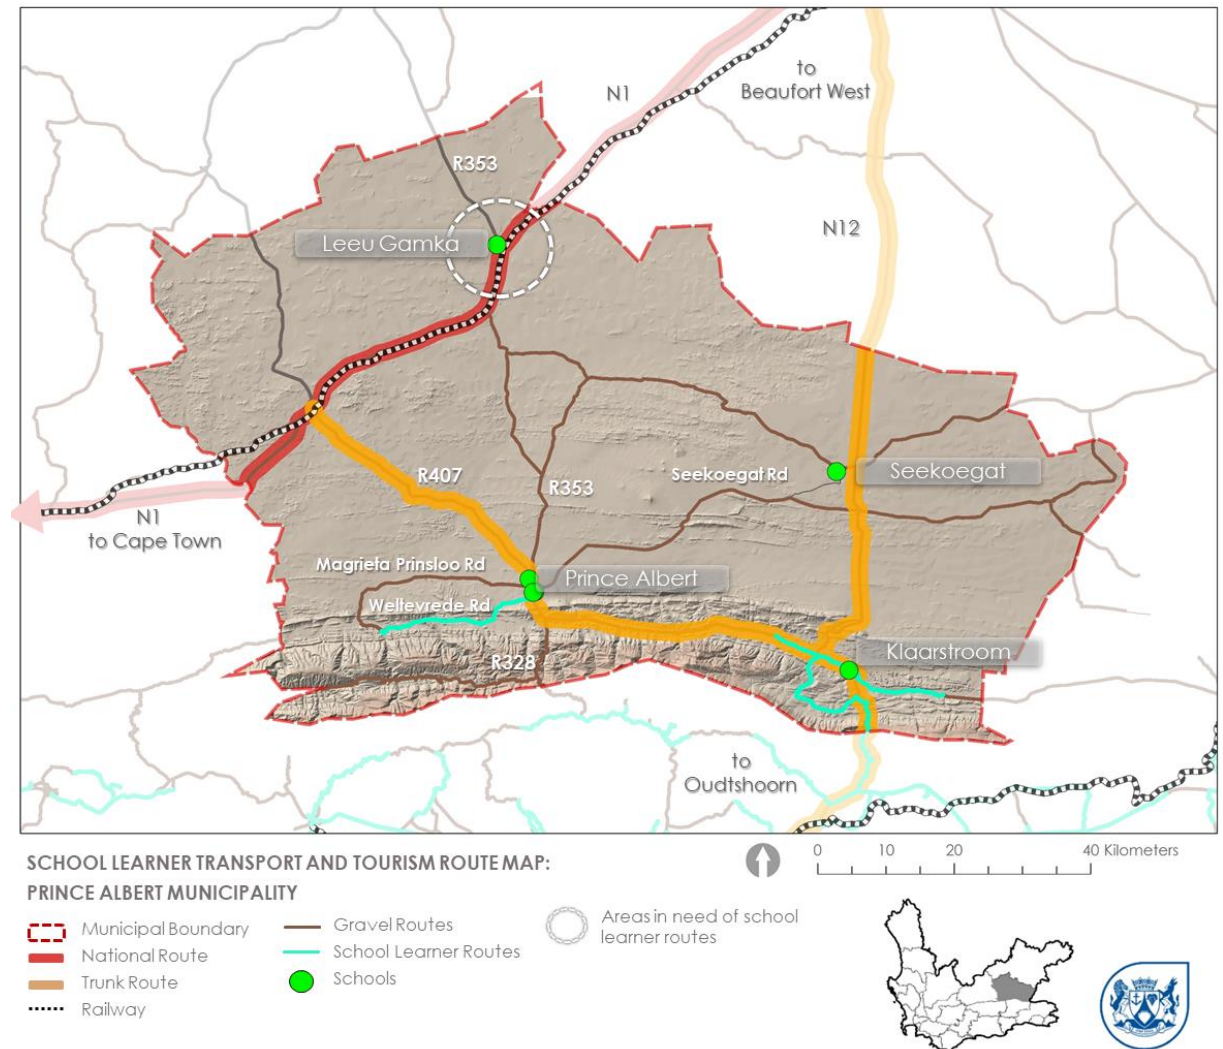 to
Beaufort West
N1
R353
N12
Leeu Gamka
R407
R353
Seekoegat Rd
Seekoegat
N1
to Cape Town
Magrieta Prinsloo Rd
Prince Albert
Weltevrede Rd
Klaarstroom
R328
to
Oudtshoorn
SCHOOL LEARNER TRANSPORT AND TOURISM ROUTE MAP:
PRINCE ALBERT MUNICIPALITY
0 10 20 40 Kilometers
Municipal Boundary
National Route
Trunk Route
Railway
Gravel Routes
School Learner Routes
Schools
Areas in need of school
learner routes